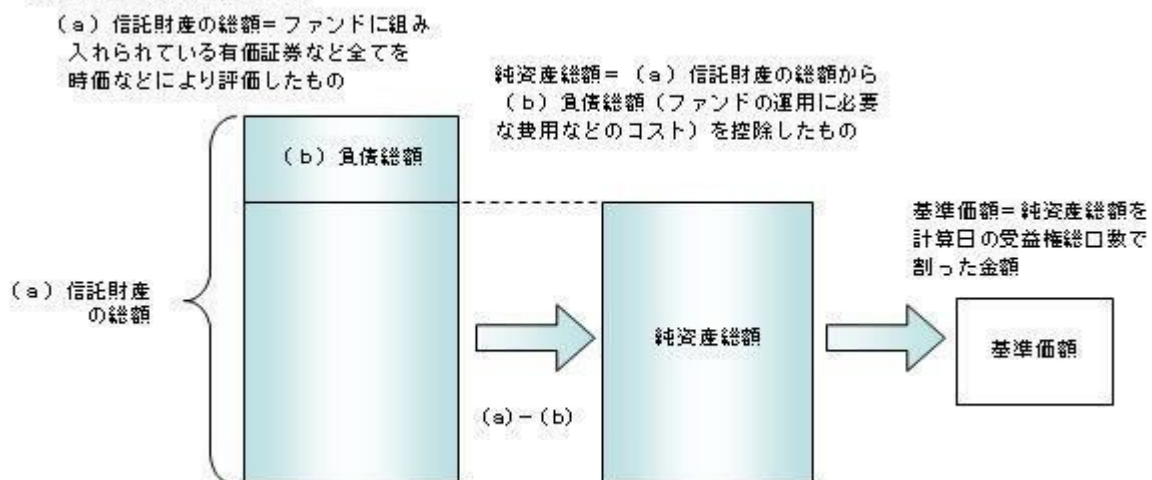 (a)信託財産の総額=ファンドに組み
入れられている有価証券など全てを
時価などにより評価したもの
純資産総額=(a)信託財産の総額から
(b)負債総額(ファンドの運用に必要
な費用などのコスト)を控除したもの
(b)負債総額
基準価額=純資産総額を
計算日の受益権総口数で
割った金額
(a)信託財産
の総額
純資産総額
基準価額
(a)-(b)